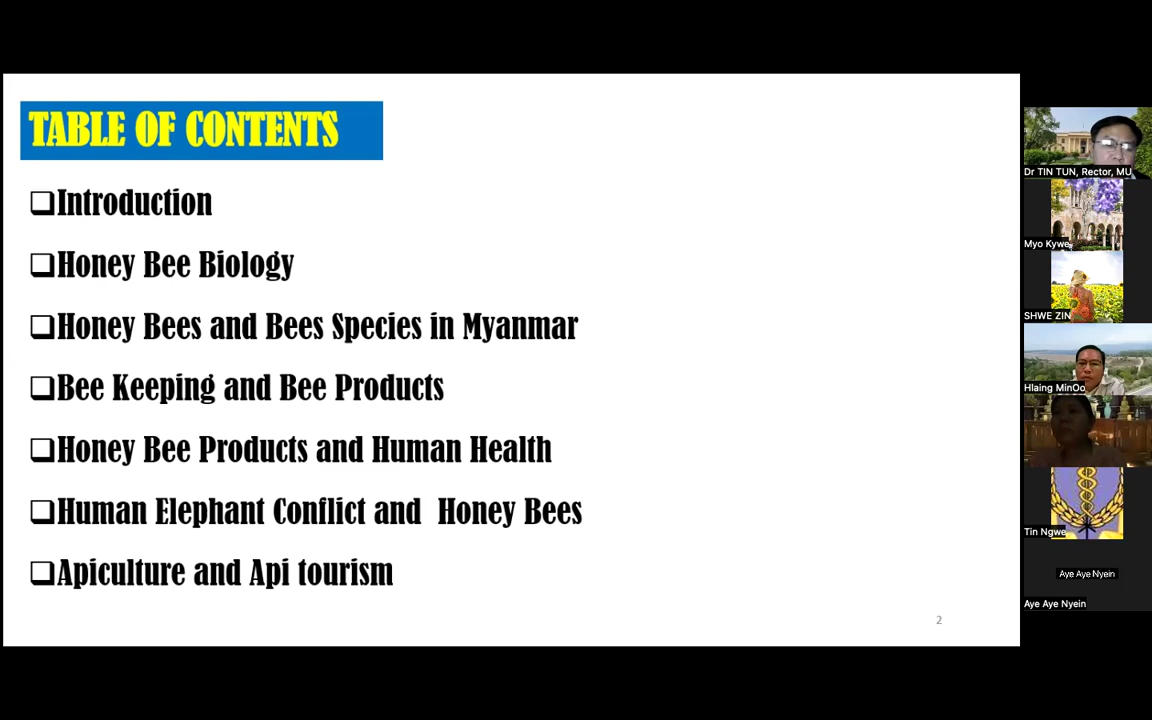 TABLE OF CONTENTS
❑Introduction
❑Honey Bee Biology
❑Honey Bees and Bees Species in Myanmar
❑Bee Keeping and Bee Products
❑Honey Bee Products and Human Health
❑Human Elephant Conflict and  Honey Bees
❑Apiculture and Api tourism
2
Dr TIN TUN, Rector, MU
Myo Kywe
SHWE ZIN
Hlaing MinOo
Tin Ngwe
Aye Aye Nyein
Aye Aye Nyein